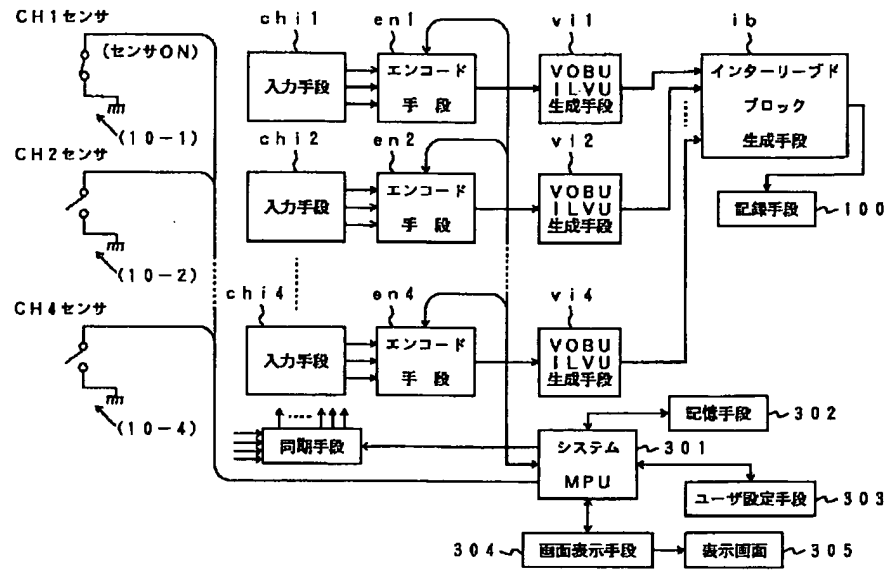 CH1センサ
(センサON)
(10-1)
CH2センサ
(10-2)
CH4センサ
(10-4)
chi1
入力手段
en1
エンコード
手段
vi1
VOBU
ILVU
生成手段
ib
インターリーブド
ブロック
生成手段
chi2
入力手段
en2
エンコード
手段
vi2
VOBU
ILVU
生成手段
記録手段
100
chi4
入力手段
en4
エンコード
手段
vi4
VOBU
ILVU
生成手段
同期手段
システム
MPU
301
記憶手段
302
ユーザ設定手段
303
304
画面表示手段
表示画面
305